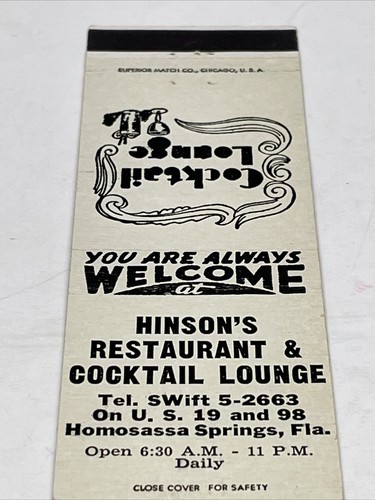 SUPERIOR MATCH CO., CHICAGO, U. S. A.
Cocktail
Lounge
YOU ARE ALWAYS
WELCOME
at
HINSON'S
RESTAURANT &
COCKTAIL LOUNGE
Tel. SWift 5-2663
On U. S. 19 and 98
Homosassa Springs, Fla.
Open 6:30 A.M. - 11 P.M.
Daily
CLOSE COVER FOR SAFETY